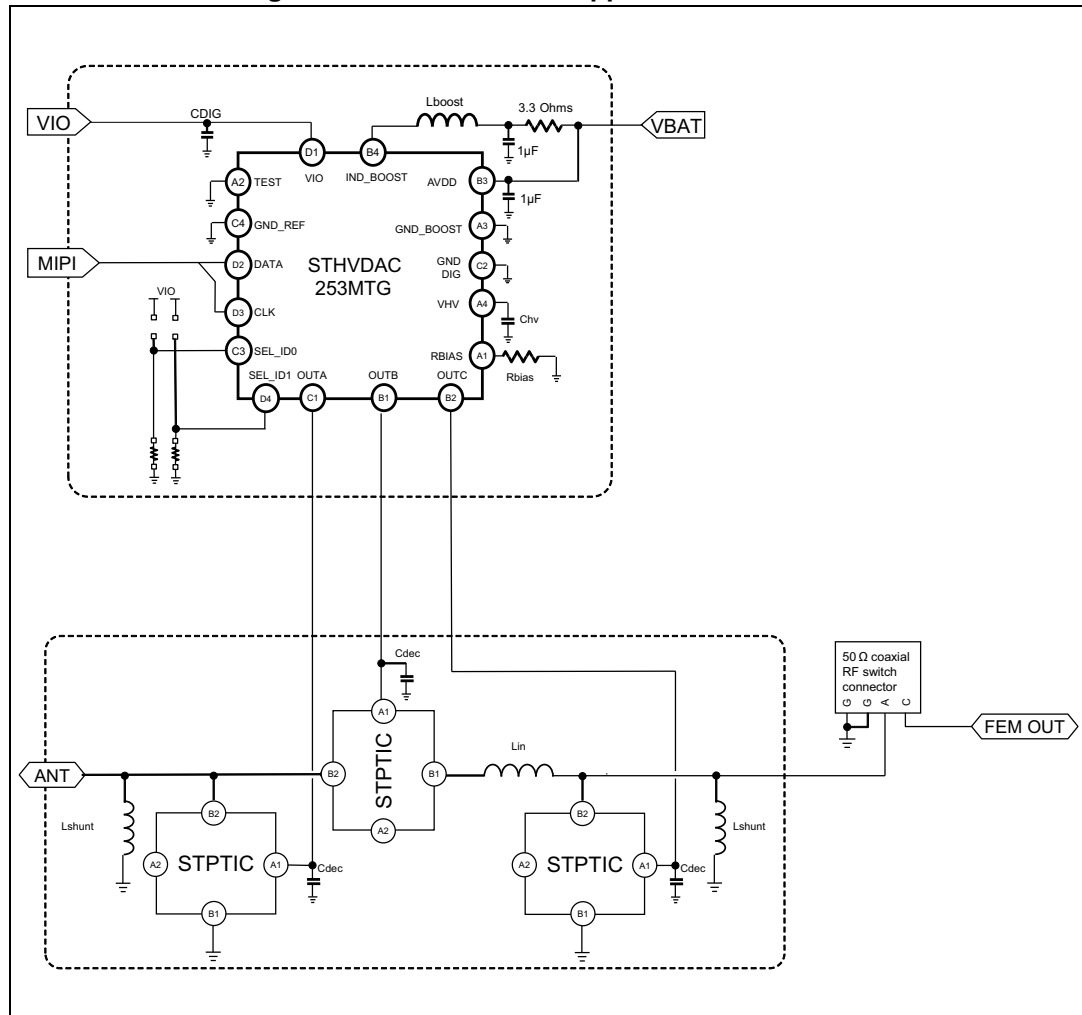 VIO
CDIG
Lboost
3.3 Ohms
VBAT
1µF
D1
B4
VIO
IND_BOOST
A2
TEST
AVDD
B3
1µF
C4
GND_REF
GND_BOOST
A3
MIPI
D2
DATA
STHVDAC
253MTG
GND
DIG
C2
VIO
D3
CLK
VHV
A4
Chv
C3
SEL_ID0
RBIAS
A1
Rbias
SEL_ID1
OUTA
OUTB
OUTC
D4
C1
B1
B2
Cdec
A1
STPTIC
B2
B1
A2
Lin
50 Ω coaxial
RF switch
connector
G
G
A
C
FEM OUT
ANT
Lshunt
B2
A2
STPTIC
A1
B1
Cdec
B2
A2
STPTIC
A1
B1
Cdec
Lshunt